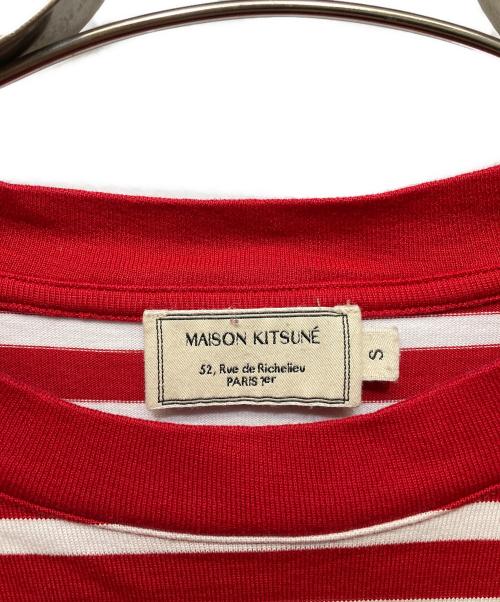 MAISON KITSUNÉ
52, Rue de Richelieu
PARIS 1er
S